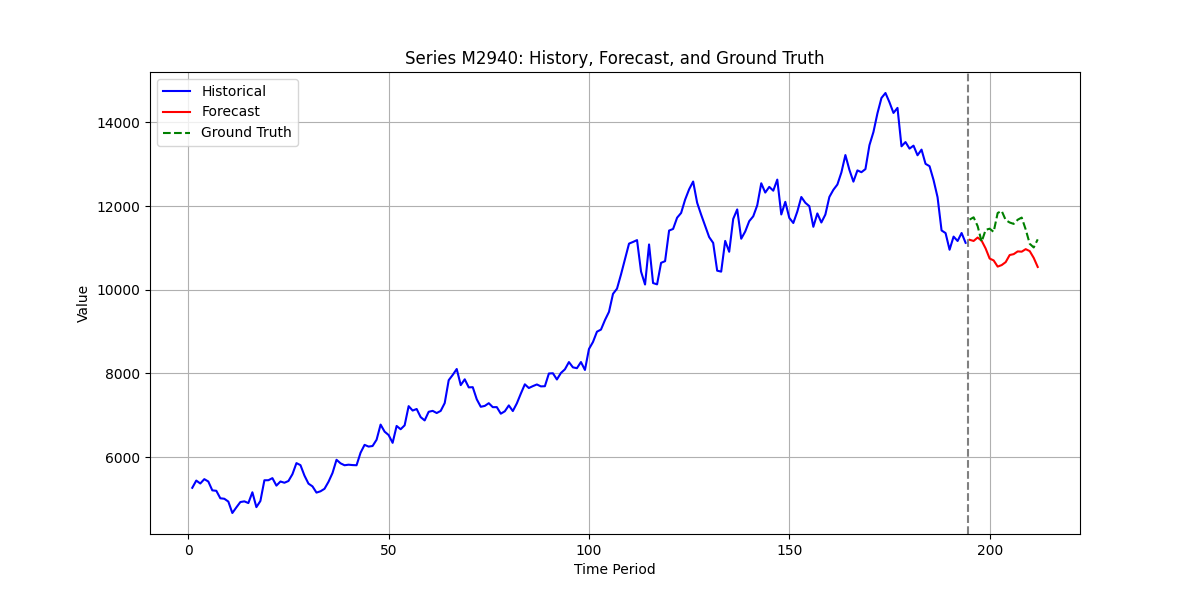 Series M2940: History, Forecast, and Ground Truth
Historical
Forecast
Ground Truth
14000
12000
10000
8000
6000
Value
0
50
100
150
200
Time Period